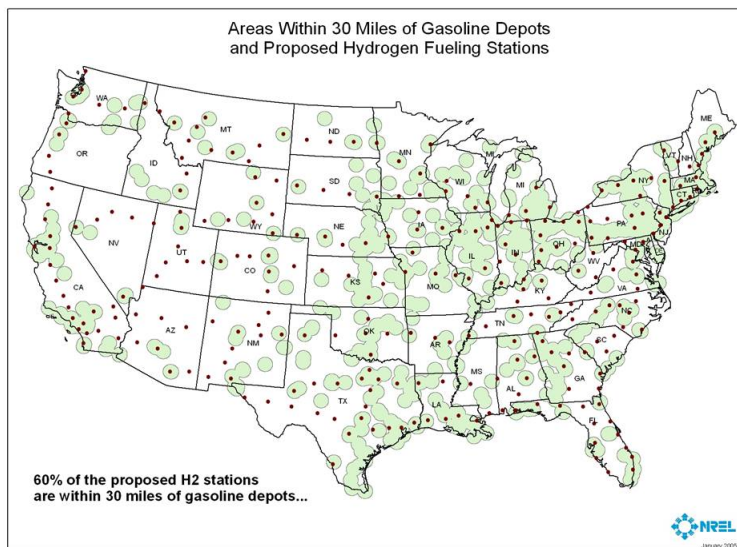 Areas Within 30 Miles of Gasoline Depots
and Proposed Hydrogen Fueling Stations
WA
MT
ND
MN
ME
OR
ID
SD
WI
MI
MI
VT
NH
NY
MA
CT
WY
NE
IA
PA
NJ
NV
UT
CO
IL
IN
OH
MD
WV
CA
KS
MO
KY
VA
AZ
NM
OK
AR
TN
NC
SC
TX
LA
MS
AL
GA
FL
60% of the proposed H2 stations
are within 30 miles of gasoline depots...
NREL
January 2005